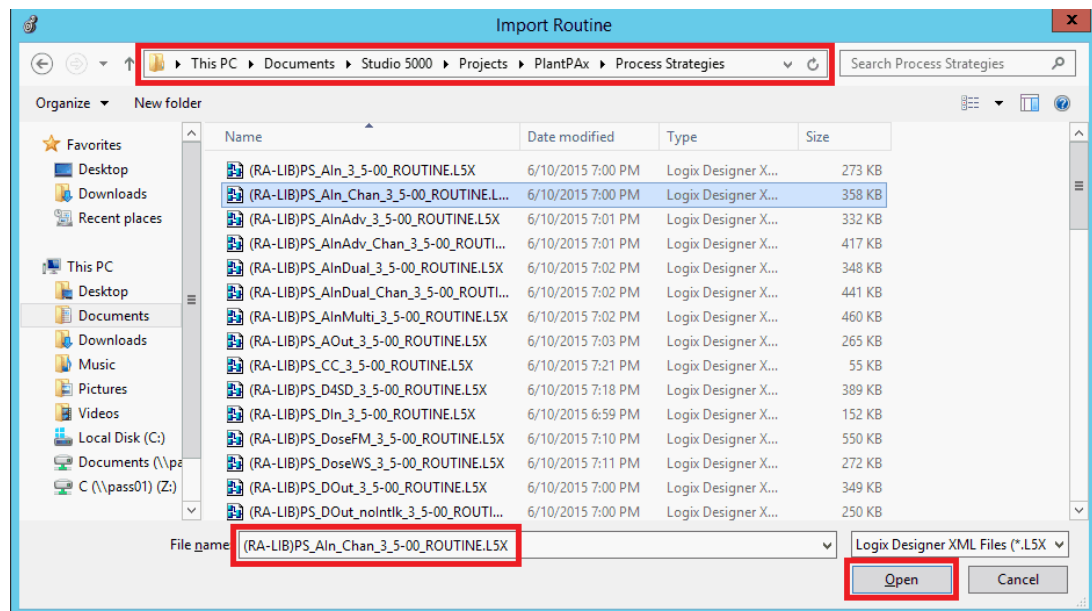 Import Routine
x
This PC Documents Studio 5000 Projects PlantPAx Process Strategies
Search Process Strategies
Organize New folder
Name Date modified Type Size
Favorites
Desktop
Downloads
Recent places
This PC
Desktop
Documents
Downloads
Music
Pictures
Videos
Local Disk (C:)
Documents (\\pa
C (\\pass01) (Z:)
(RA-LIB)PS_AIn_3_5-00_ROUTINE.L5X 6/10/2015 7:00 PM Logix Designer X... 273 KB
(RA-LIB)PS_AIn_Chan_3_5-00_ROUTINE.L... 6/10/2015 7:00 PM Logix Designer X... 358 KB
(RA-LIB)PS_AInAdv_3_5-00_ROUTINE.L5X 6/10/2015 7:01 PM Logix Designer X... 332 KB
(RA-LIB)PS_AInAdv_Chan_3_5-00_ROUTI... 6/10/2015 7:01 PM Logix Designer X... 417 KB
(RA-LIB)PS_AInDual_3_5-00_ROUTINE.L5X 6/10/2015 7:02 PM Logix Designer X... 348 KB
(RA-LIB)PS_AInDual_Chan_3_5-00_ROUTI... 6/10/2015 7:02 PM Logix Designer X... 441 KB
(RA-LIB)PS_AInMulti_3_5-00_ROUTINE.L5X 6/10/2015 7:02 PM Logix Designer X... 460 KB
(RA-LIB)PS_AOut_3_5-00_ROUTINE.L5X 6/10/2015 7:03 PM Logix Designer X... 265 KB
(RA-LIB)PS_CC_3_5-00_ROUTINE.L5X 6/10/2015 7:21 PM Logix Designer X... 55 KB
(RA-LIB)PS_D4SD_3_5-00_ROUTINE.L5X 6/10/2015 7:18 PM Logix Designer X... 389 KB
(RA-LIB)PS_DIn_3_5-00_ROUTINE.L5X 6/10/2015 6:59 PM Logix Designer X... 152 KB
(RA-LIB)PS_DoseFM_3_5-00_ROUTINE.L5X 6/10/2015 7:10 PM Logix Designer X... 550 KB
(RA-LIB)PS_DoseWS_3_5-00_ROUTINE.L5X 6/10/2015 7:11 PM Logix Designer X... 272 KB
(RA-LIB)PS_DOut_3_5-00_ROUTINE.L5X 6/10/2015 7:00 PM Logix Designer X... 349 KB
(RA-LIB)PS_DOut_noIntlk_3_5-00_ROUTI... 6/10/2015 7:00 PM Logix Designer X... 250 KB
File name (RA-LIB)PS_AIn_Chan_3_5-00_ROUTINE.L5X
Logix Designer XML Files (*.L5X
Open Cancel